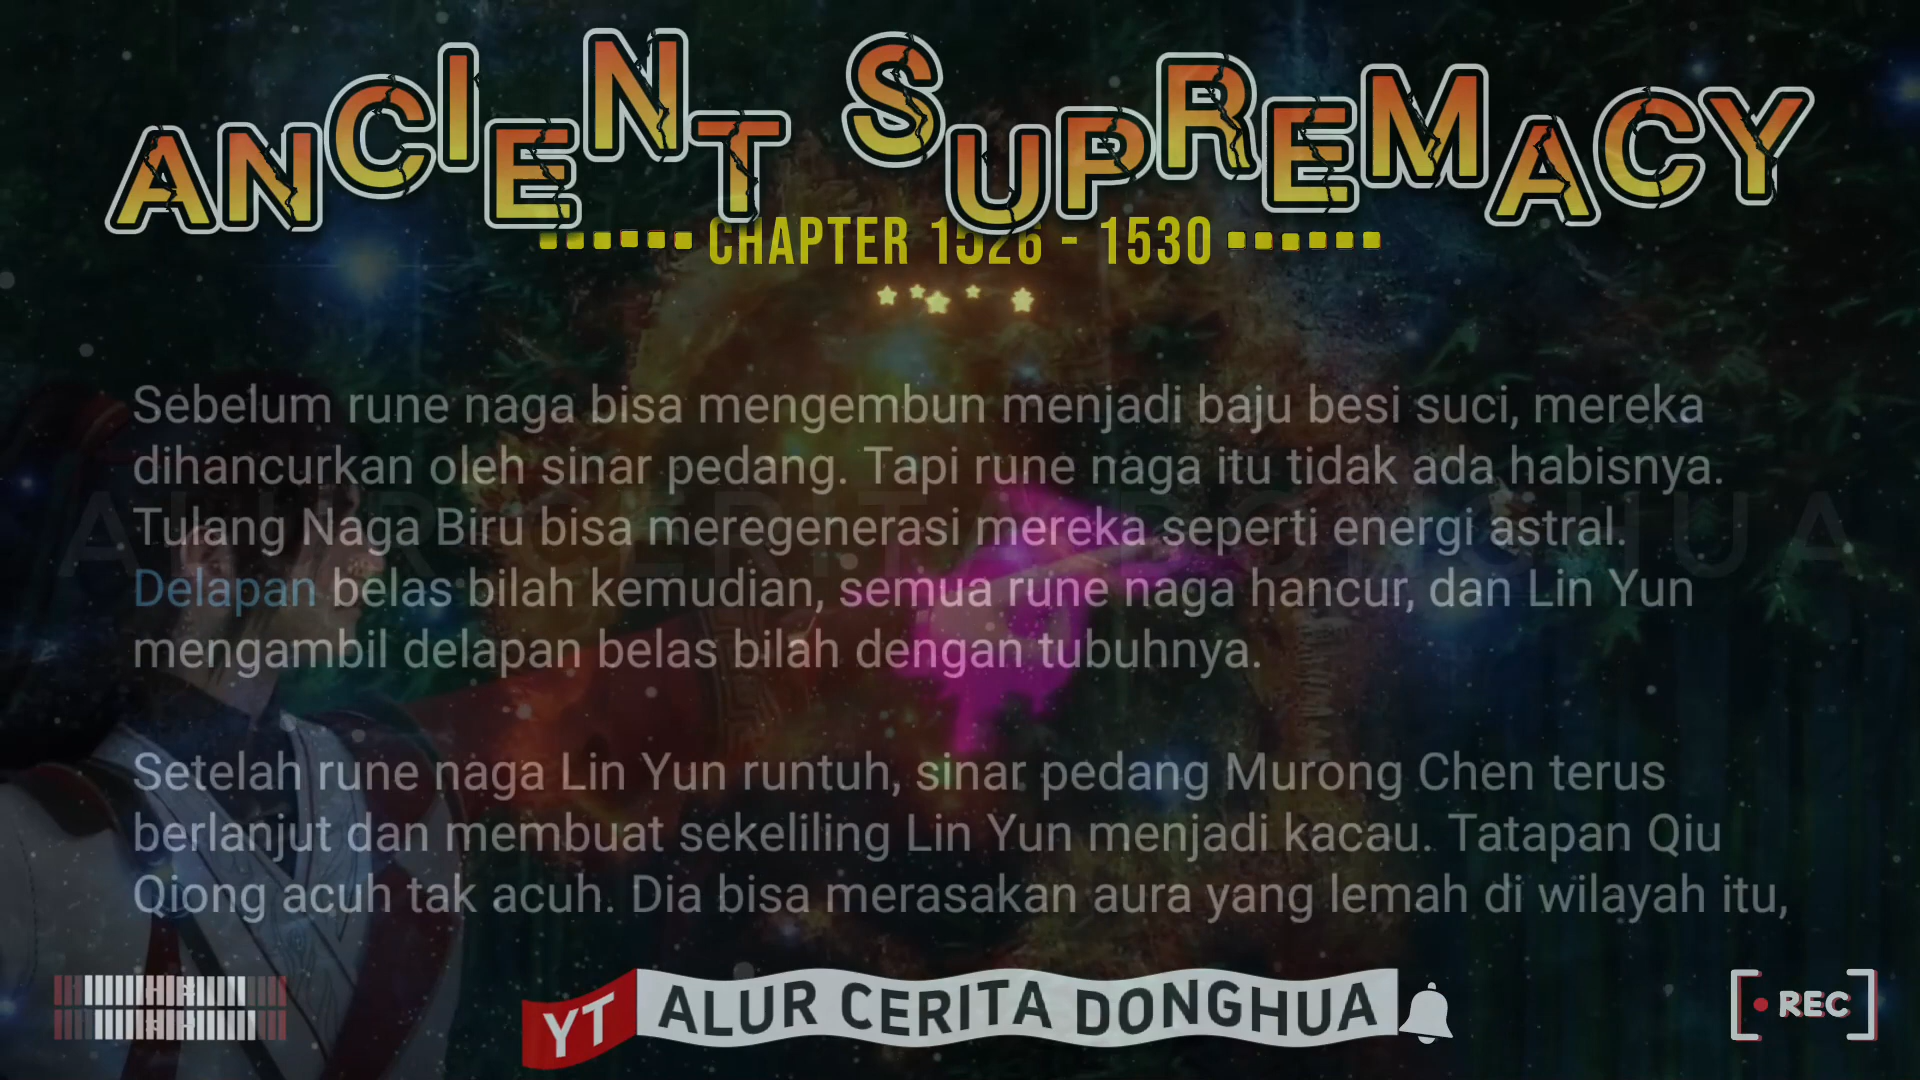 ANCIENT SUPREMACY
CHAPTER 1526 - 1530
Sebelum rune naga bisa mengembun menjadi baju besi suci, mereka
dihancurkan oleh sinar pedang. Tapi rune naga itu tidak ada habisnya.
Tulang Naga Biru bisa meregenerasi mereka seperti energi astral.
Delapan belas bilah kemudian, semua rune naga hancur, dan Lin Yun
mengambil delapan belas bilah dengan tubuhnya.
ALUR CERITA DONGHUA
Setelah rune naga Lin Yun runtuh, sinar pedang Murong Chen terus
berlanjut dan membuat sekeliling Lin Yun menjadi kacau. Tatapan Qiu
Qiong acuh tak acuh. Dia bisa merasakan aura yang lemah di wilayah itu,
YT ALUR CERITA DONGHUA
REC